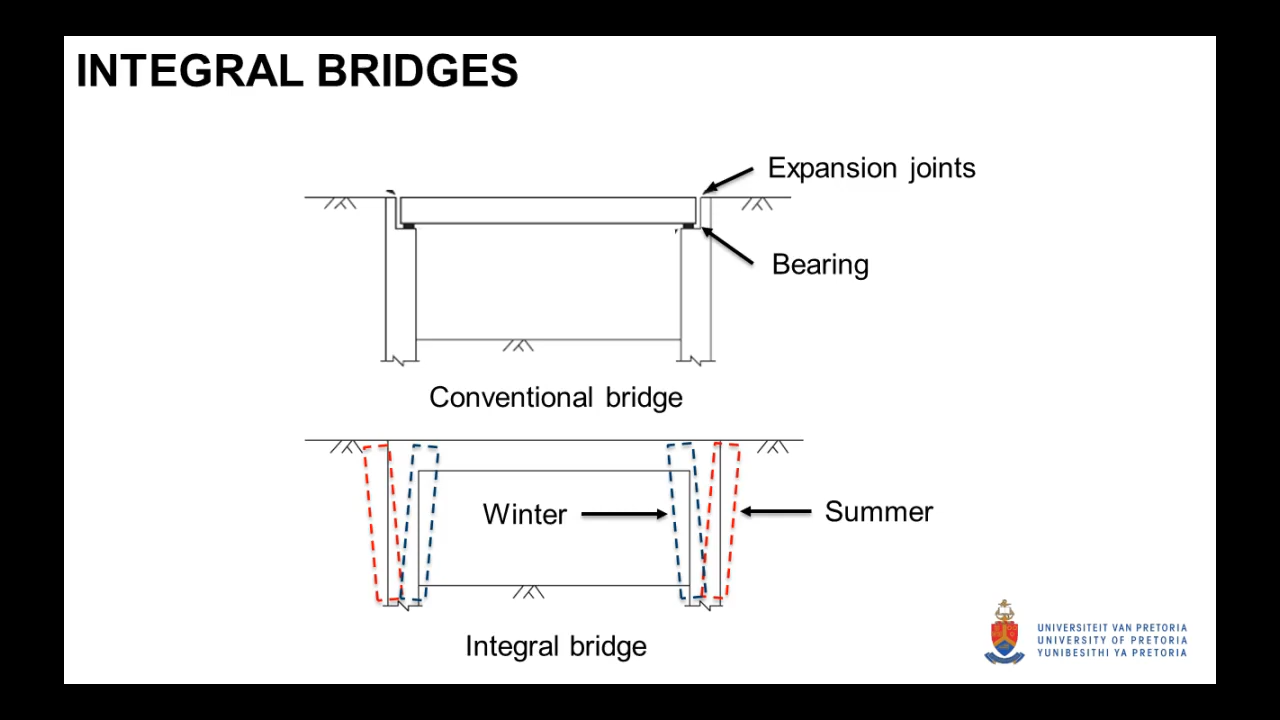 INTEGRAL BRIDGES
Expansion joints
Bearing
Conventional bridge
Winter
Summer
Integral bridge
UNIVERSITEIT VAN PRETORIA
UNIVERSITY OF PRETORIA
YUNIBESITHI YA PRETORIA